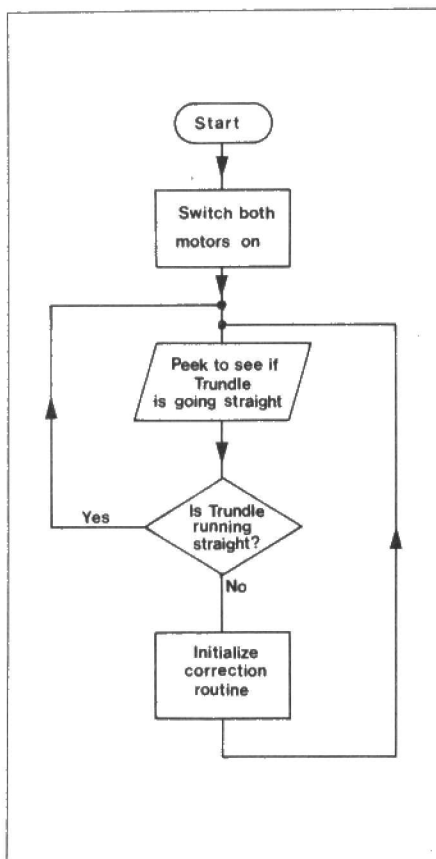 Start
Switch both
motors on
Peek to see if
Trundle
is going straight
Is Trundle
running
straight?
Yes
No
Initialize
correction
routine